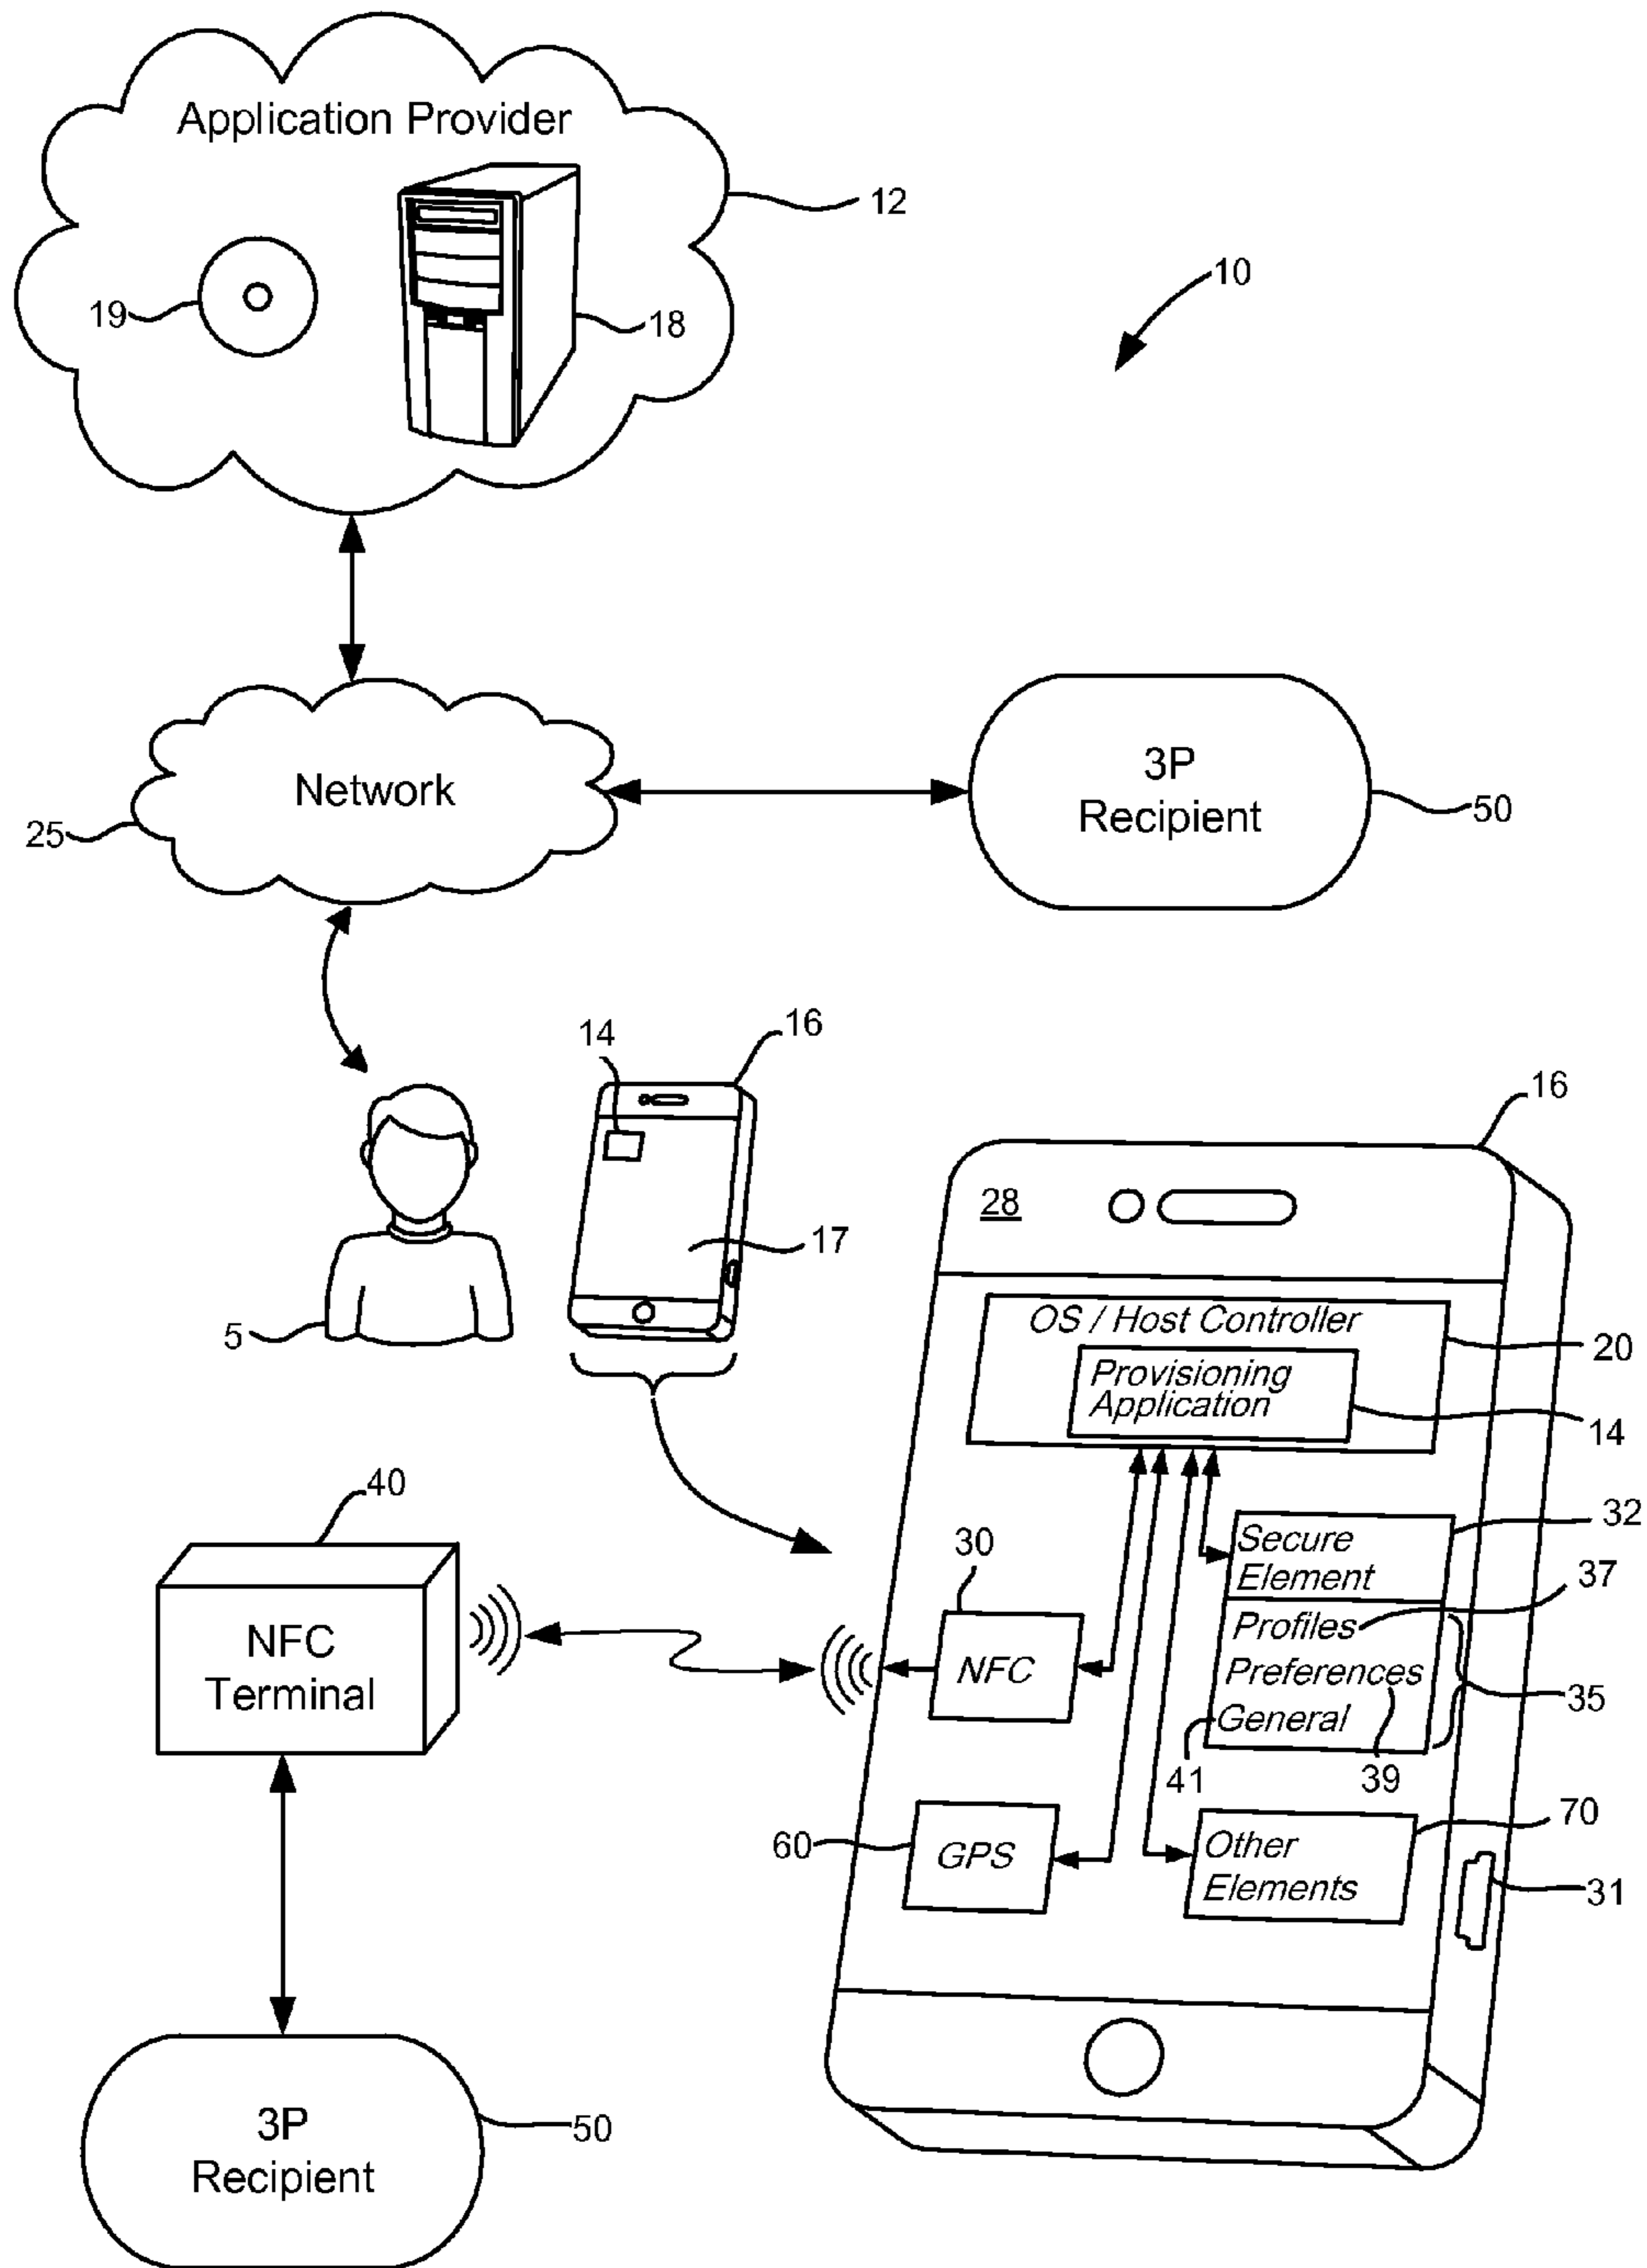 Application Provider
12
10
19
18
Network
25
3P
Recipient
50
14
16
16
28
17
5
OS / Host Controller
20
Provisioning
Application
14
40
32
Secure
Element
30
37
NFC
Terminal
Profiles
NFC
Preferences
35
General
41
39
70
60
GPS
Other
Elements
31
3P
Recipient
50